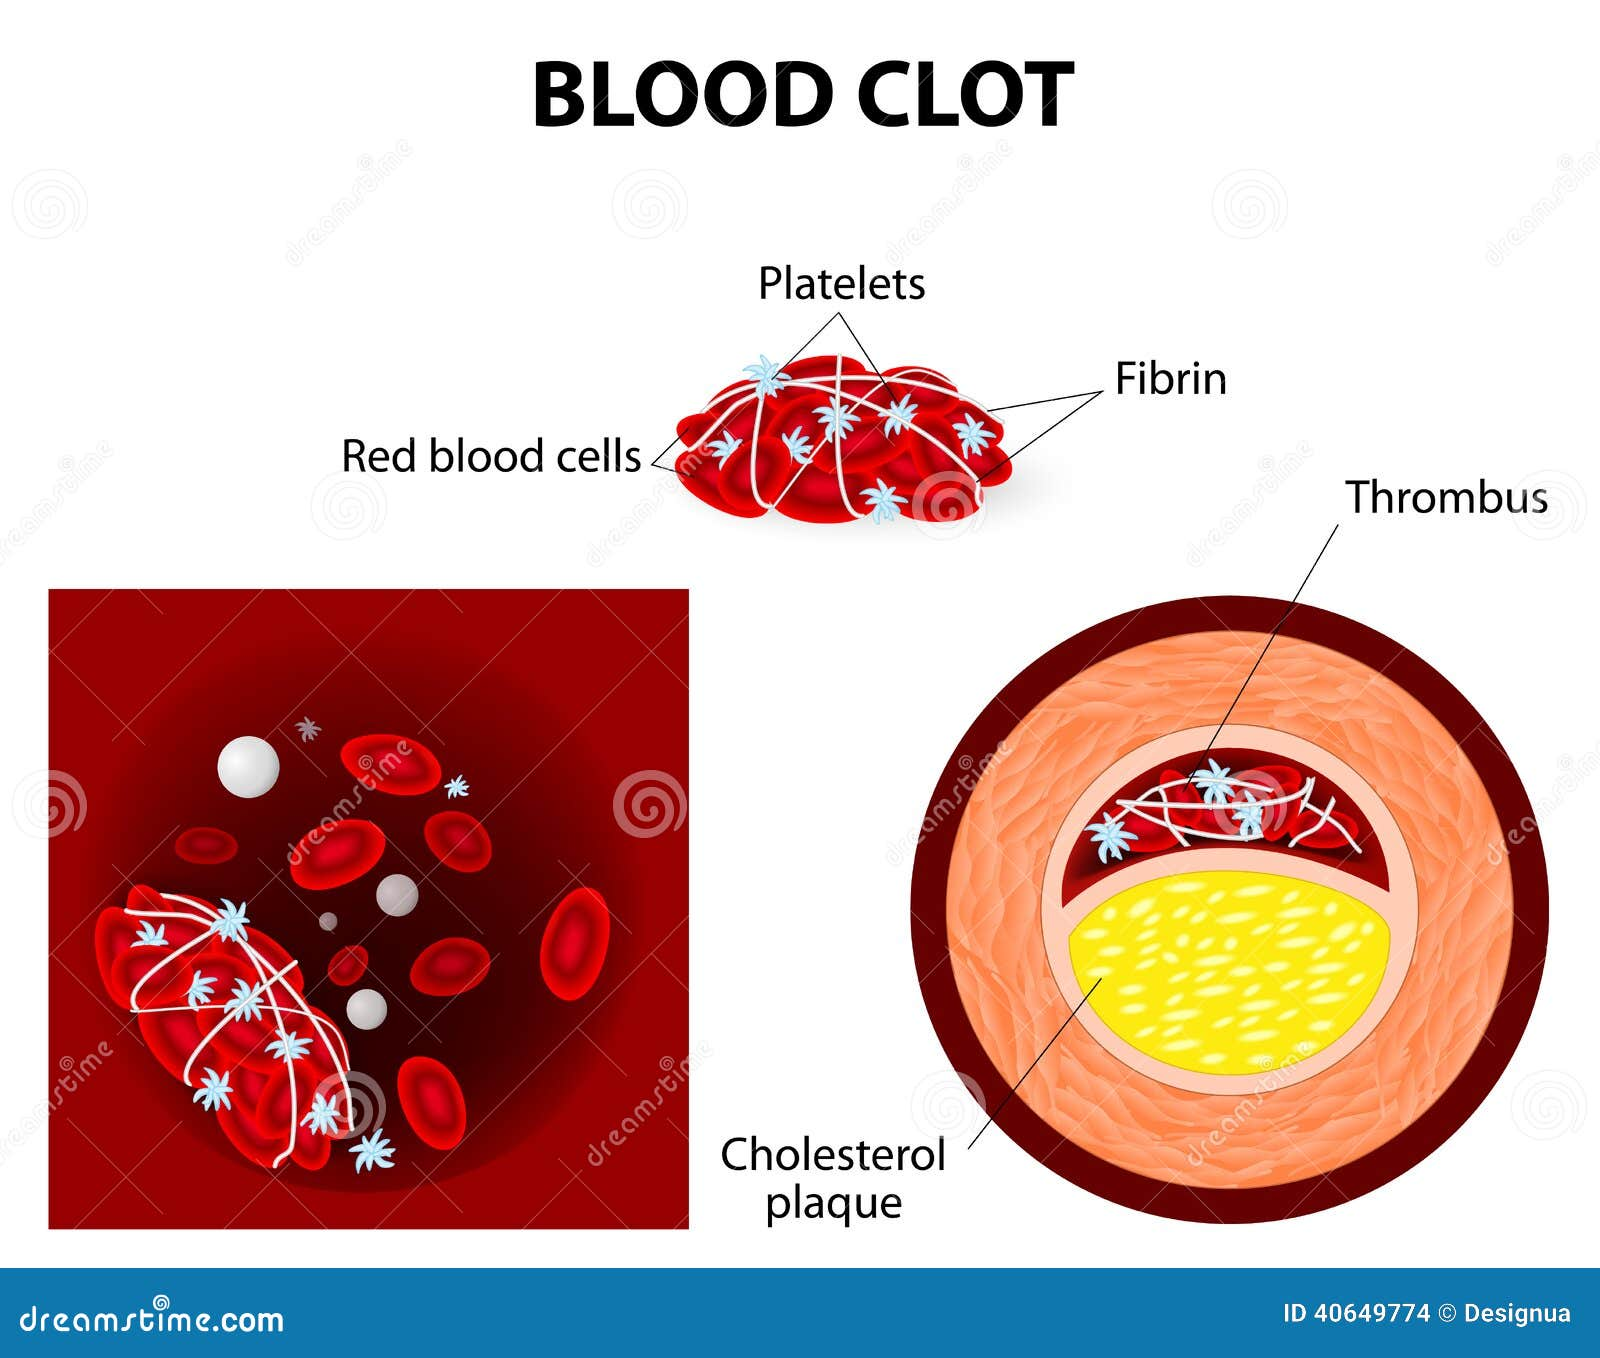 BLOOD CLOT
Platelets
Fibrin
Red blood cells
Thrombus
Cholesterol
plaque
dreamstime.com
ID 40649774 © Designua